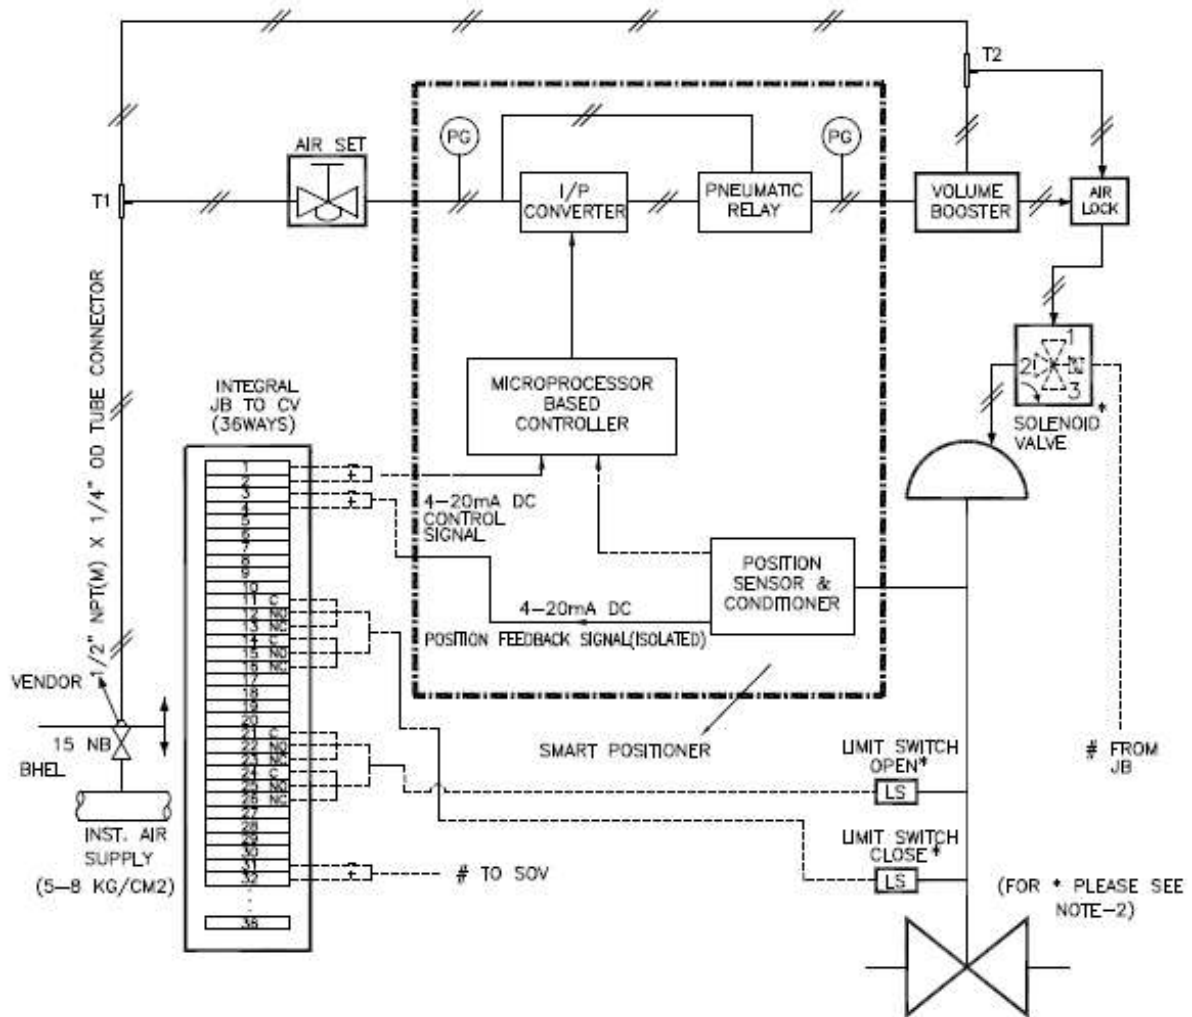 T2
AIR SET
PG
PG
T1
I/P
CONVERTER
PNEUMATIC
RELAY
VOLUME
BOOSTER
AIR
LOCK
1/2" NPT(M) X 1/4" OD TUBE CONNECTOR
1
2
3
SOLENOID*
VALVE
MICROPROCESSOR
BASED
CONTROLLER
INTEGRAL
JB TO CV
(36WAYS)
1
2
3
4
5
6
7
8
9
10
11 C
12 NO
13 NC
14 C
15 NO
16 NC
17
18
19
20
21 C
22 NO
23 NC
24 C
25 NO
26 NC
27
28
29
30
31
32
36
+
-
+
-
+
-
4-20mA DC
CONTROL
SIGNAL
POSITION
SENSOR &
CONDITIONER
4-20mA DC
POSITION FEEDBACK SIGNAL(ISOLATED)
SMART POSITIONER
VENDOR
15 NB
BHEL
INST. AIR
SUPPLY
(5-8 KG/CM2)
# TO SOV
LIMIT SWITCH
OPEN*
LS
LIMIT SWITCH
CLOSE*
LS
# FROM
JB
(FOR * PLEASE SEE
NOTE-2)